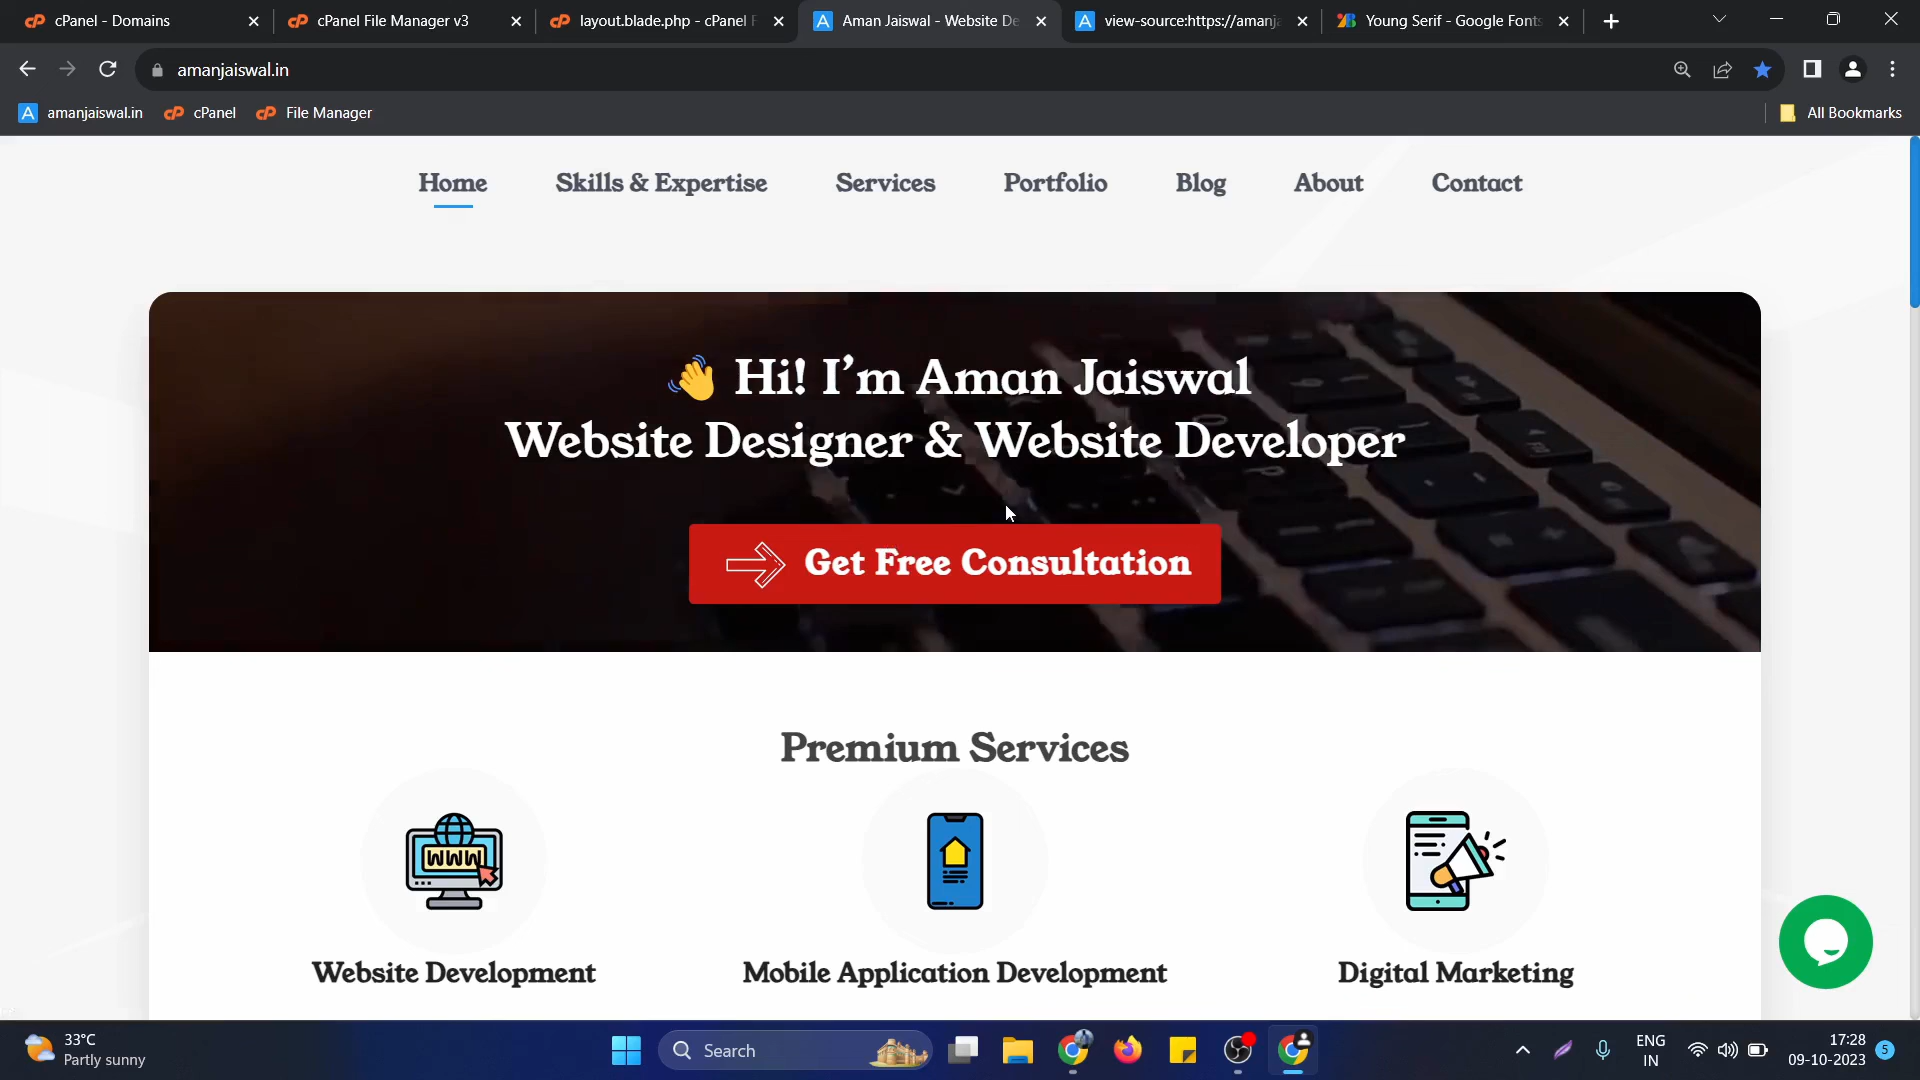 cPanel - Domains
cPanel File Manager v3
layout.blade.php - cPanel F
Aman Jaiswal - Website De
view-source:https://amanja
Young Serif - Google Fonts
amanjaiswal.in
amanjaiswal.in
cPanel
File Manager
All Bookmarks
Home
Skills & Expertise
Services
Portfolio
Blog
About
Contact
👋 Hi! I'm Aman Jaiswal
Website Designer & Website Developer
Get Free Consultation
Premium Services
WWW
Website Development
Mobile Application Development
Digital Marketing
33°C
Partly sunny
Search
ENG
IN
17:28
09-10-2023
5